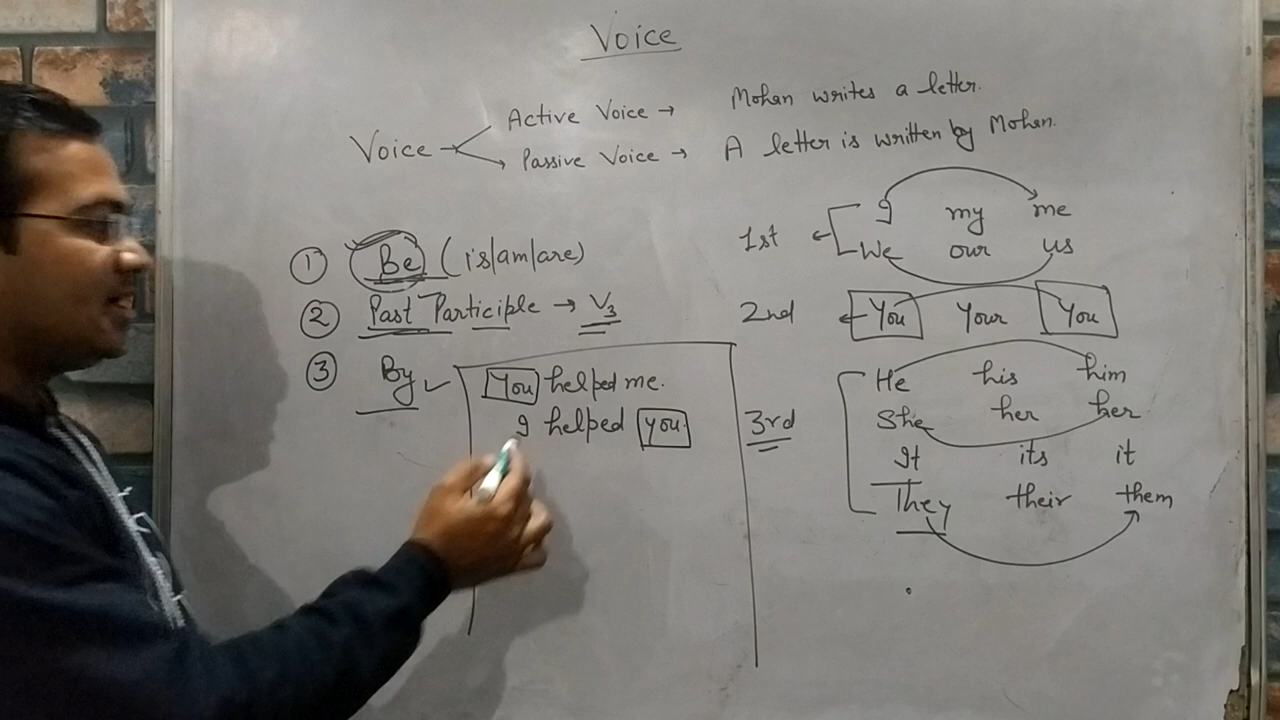 Voice
Voice
Active Voice → Mohan writes a letter.
Passive Voice → A letter is written by Mohan.
① Be (is/am/are)
② Past Participle → V₃
③ By ✓
You helped me.
I helped you.
1st
I my me
We our us
2nd You Your You
3rd
He his him
She her her
It its it
They their them